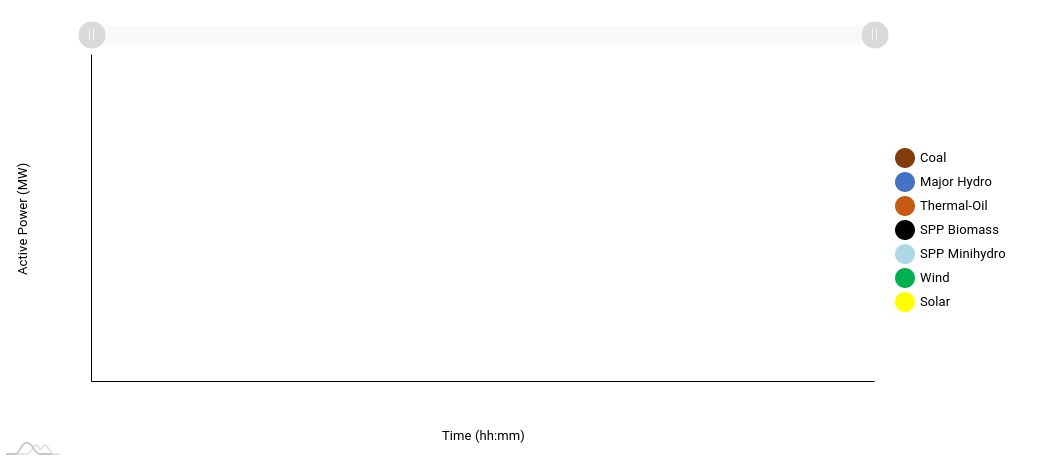 Active Power (MW)
Coal
Major Hydro
Thermal-Oil
SPP Biomass
SPP Minihydro
Wind
Solar
Time (hh:mm)